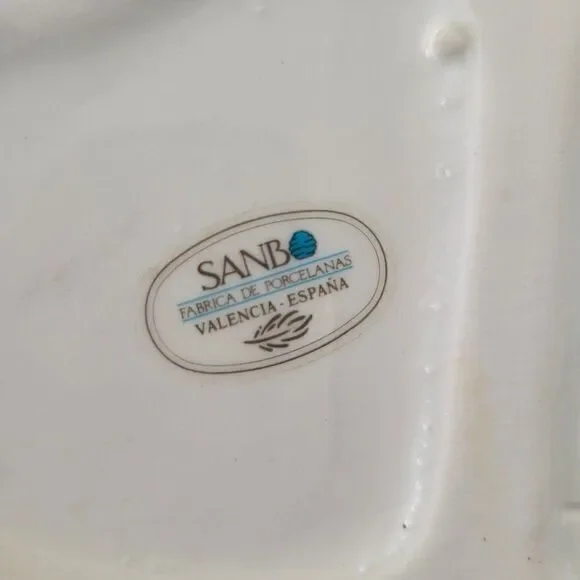 SANBO
FABRICA DE PORCELANAS
VALENCIA - ESPAÑA